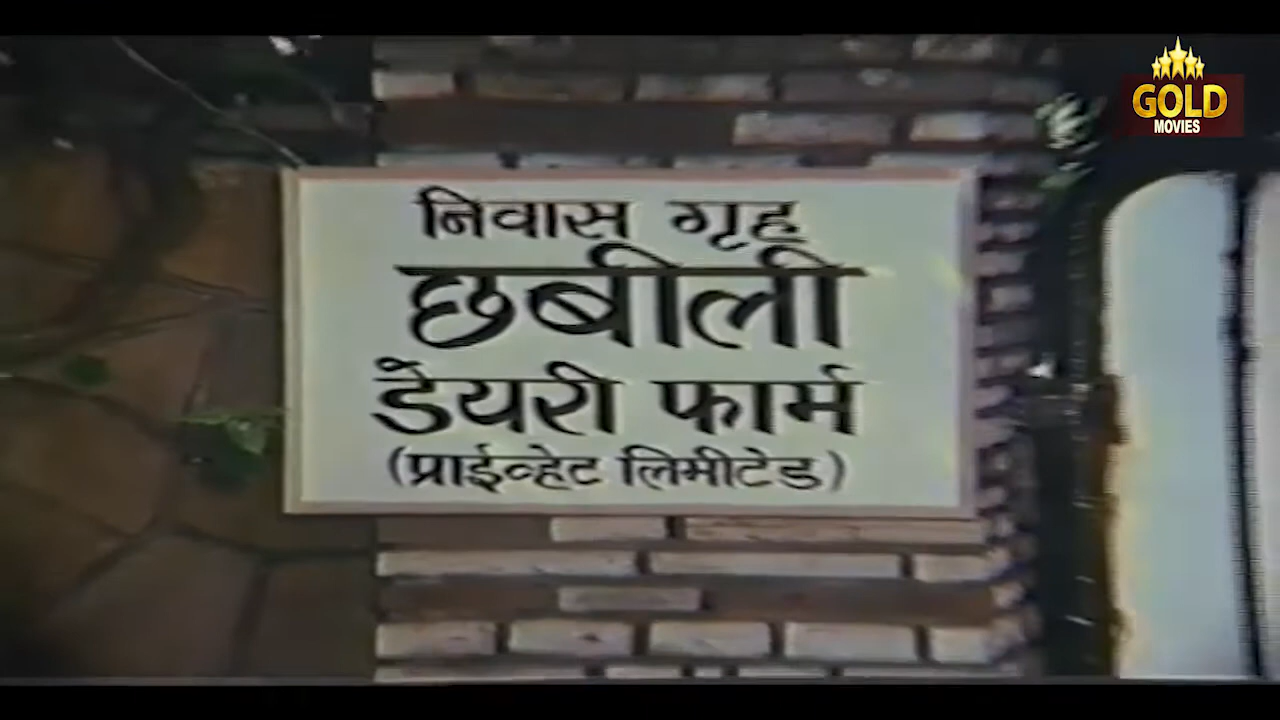 GOLD
MOVIES
निवास गृह
छबीली
डेयरी फार्म
(प्राईव्हेट लिमीटेड)